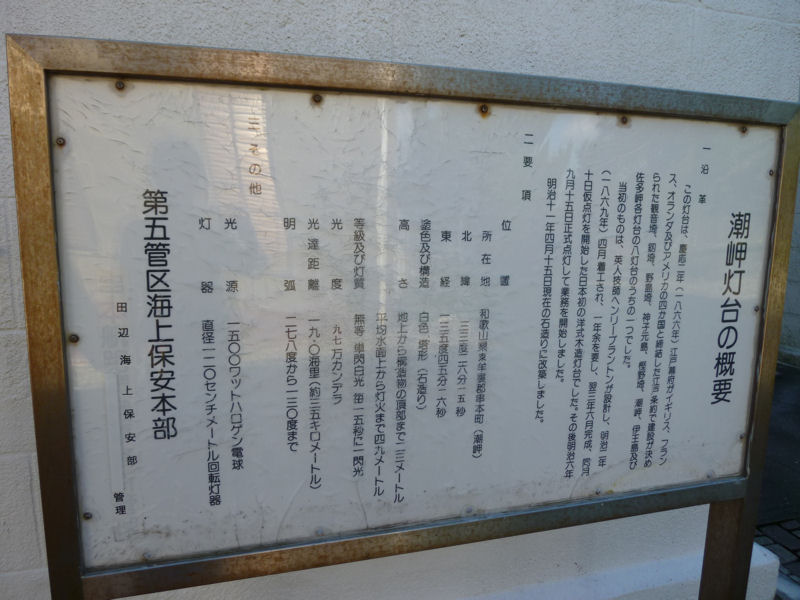 潮岬灯台の概要
一 沿革
この灯台は、慶応二年(一八六六年)江戸幕府がイギリス、フラン
ス、オランダ及びアメリカの四か国と締結した江戸条約で建設が決め
られた観音埼、剱埼、野島埼、神子元島、樫野埼、潮岬、伊王島及び
佐多岬各灯台の八灯台のうちの一つでした。
当初のものは、英人技師ヘンリーブラントンが設計し、明治二年
(一八六九年)四月着工され、一年余を要し、翌三年六月完成、同月
十日仮点灯を開始した日本初の洋式木造灯台でした。その後明治六年
九月十五日正式点灯して業務を開始しました。
明治十一年四月十五日現在の石造りに改築しました。
二 要項
位置
所在地 和歌山県東牟婁郡串本町(潮岬)
北緯 三三度二六分一五秒
東経 一三五度四五分一六秒
塗色及び構造 白色 塔形(石造り)
高さ 地上から構造物の頂部まで二三メートル
平均水面上から灯火まで四九メートル
等級及び灯質 無等 単閃白光 毎一五秒に一閃光
光度 九七万カンデラ
光達距離 一九・〇海里(約三五キロメートル)
明弧 二七八度から一三〇度まで
三 その他
光源 一五〇〇ワットハロゲン電球
灯器 直径一二〇センチメートル回転灯器
第五管区海上保安本部
田辺海上保安部 管理